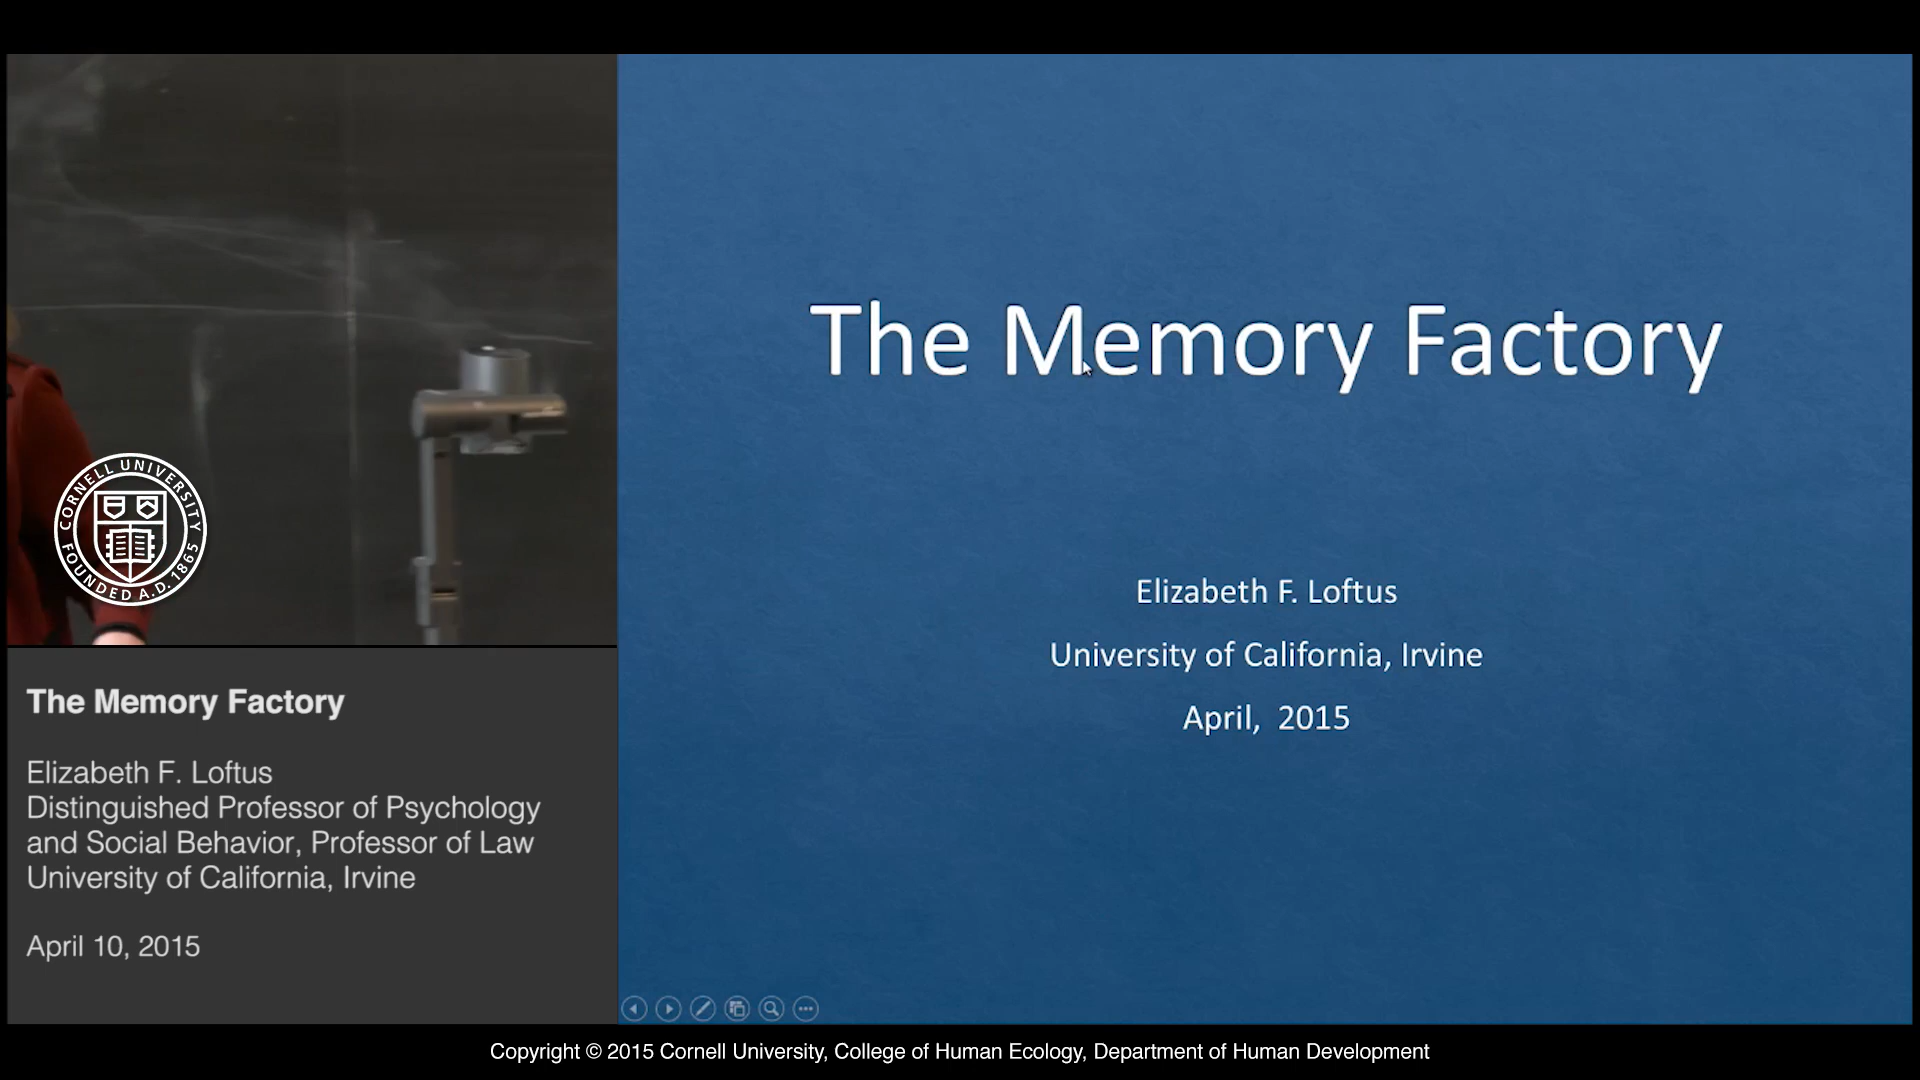 CORNELL UNIVERSITY
FOUNDED A.D. 1865
The Memory Factory
Elizabeth F. Loftus
Distinguished Professor of Psychology
and Social Behavior, Professor of Law
University of California, Irvine
April 10, 2015
The Memory Factory
Elizabeth F. Loftus
University of California, Irvine
April, 2015
Copyright © 2015 Cornell University, College of Human Ecology, Department of Human Development